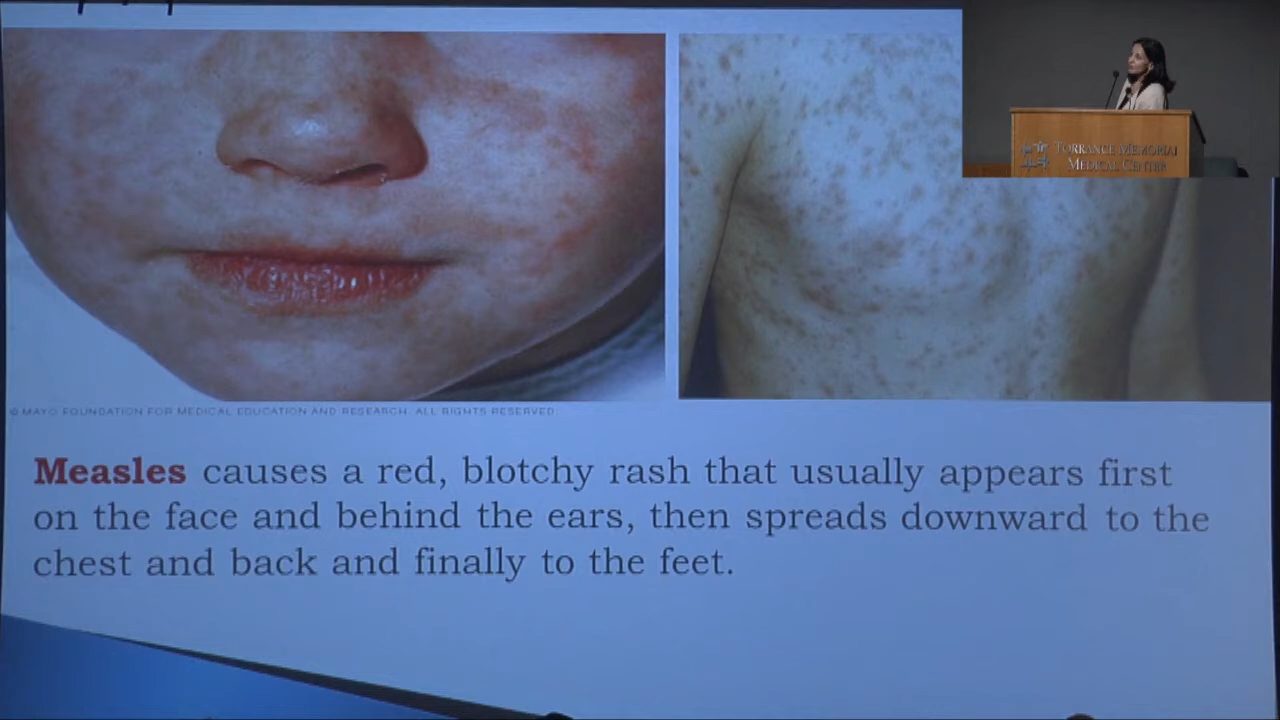 TORRANCE MEMORIAL
MEDICAL CENTER
© MAYO FOUNDATION FOR MEDICAL EDUCATION AND RESEARCH. ALL RIGHTS RESERVED
Measles causes a red, blotchy rash that usually appears first
on the face and behind the ears, then spreads downward to the
chest and back and finally to the feet.